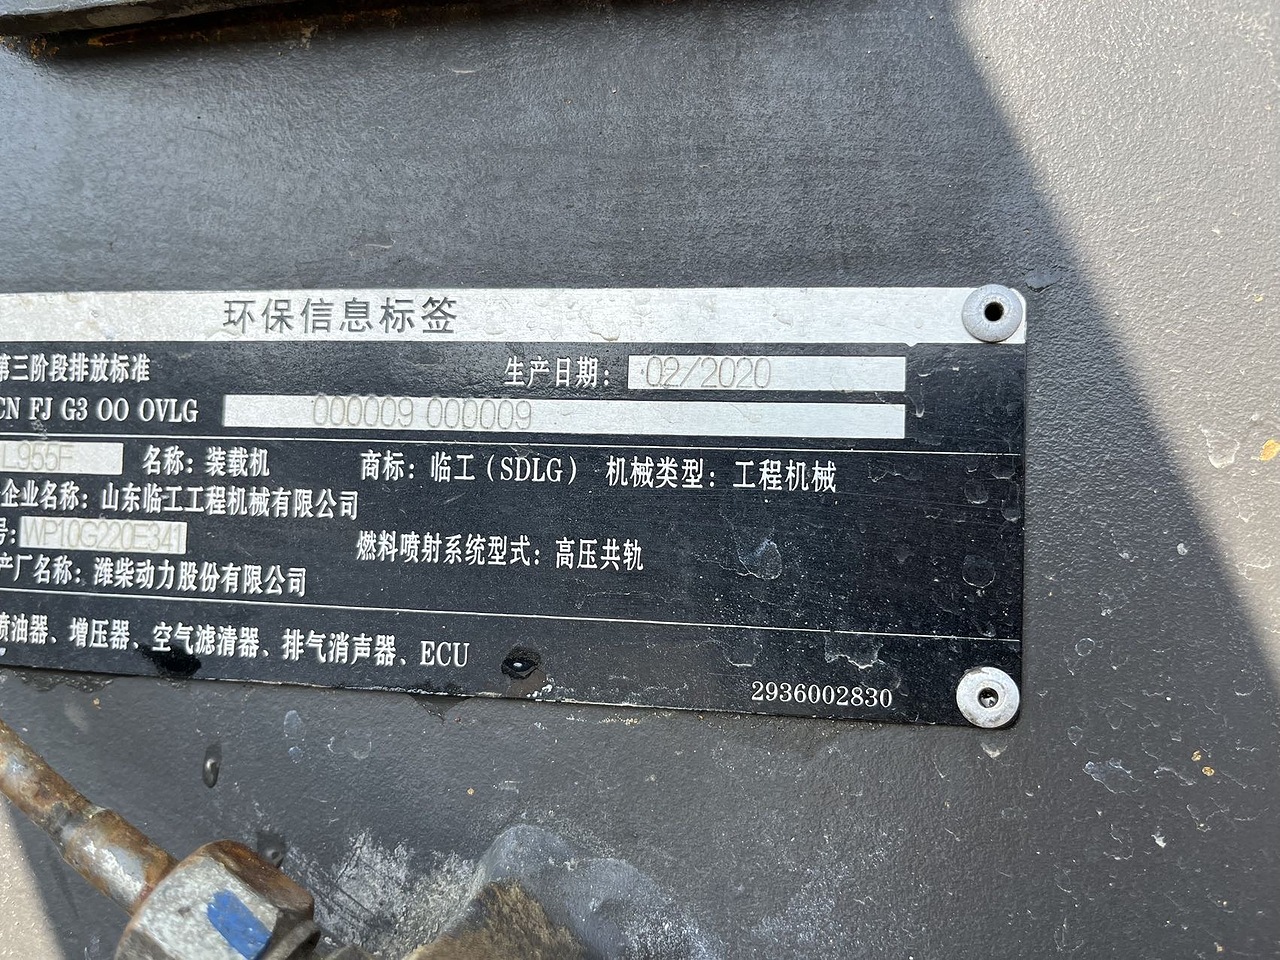 环保信息标签
第三阶段排放标准 生产日期: 02/2020
CN FJ G3 00 0VLG 000009 000009
L955F 名称: 装载机 商标: 临工(SDLG) 机械类型: 工程机械
企业名称: 山东临工工程机械有限公司
号: WP10G220E341 燃料喷射系统型式: 高压共轨
产厂名称: 潍柴动力股份有限公司
喷油器、增压器、空气滤清器、排气消声器、ECU
2936002830